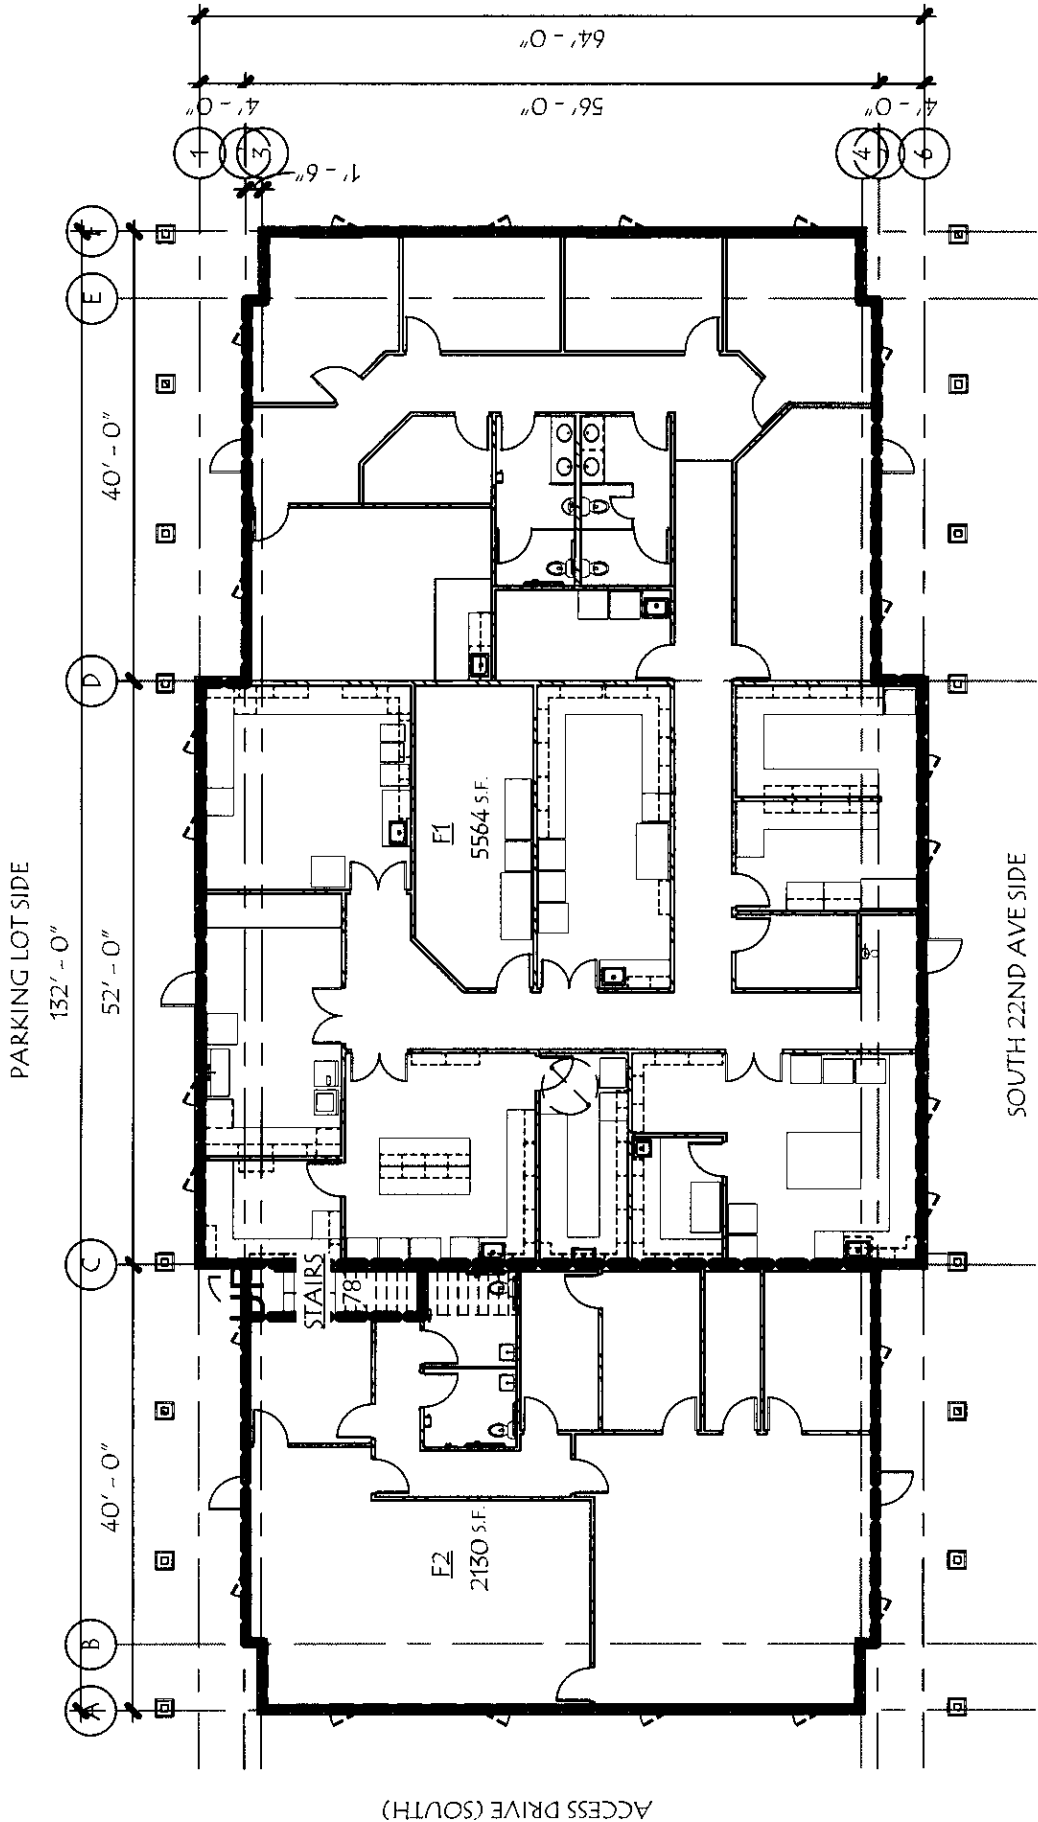 PARKING LOT SIDE
132' - 0"
40' - 0"
52' - 0"
40' - 0"
A
B
C
D
E
F
1
3
4
6
4' - 0"
56' - 0"
4' - 0"
64' - 0"
1' - 6"
F1
5564 S.F.
F2
2130 S.F.
STAIRS
78
SOUTH 22ND AVE SIDE
ACCESS DRIVE (SOUTH)